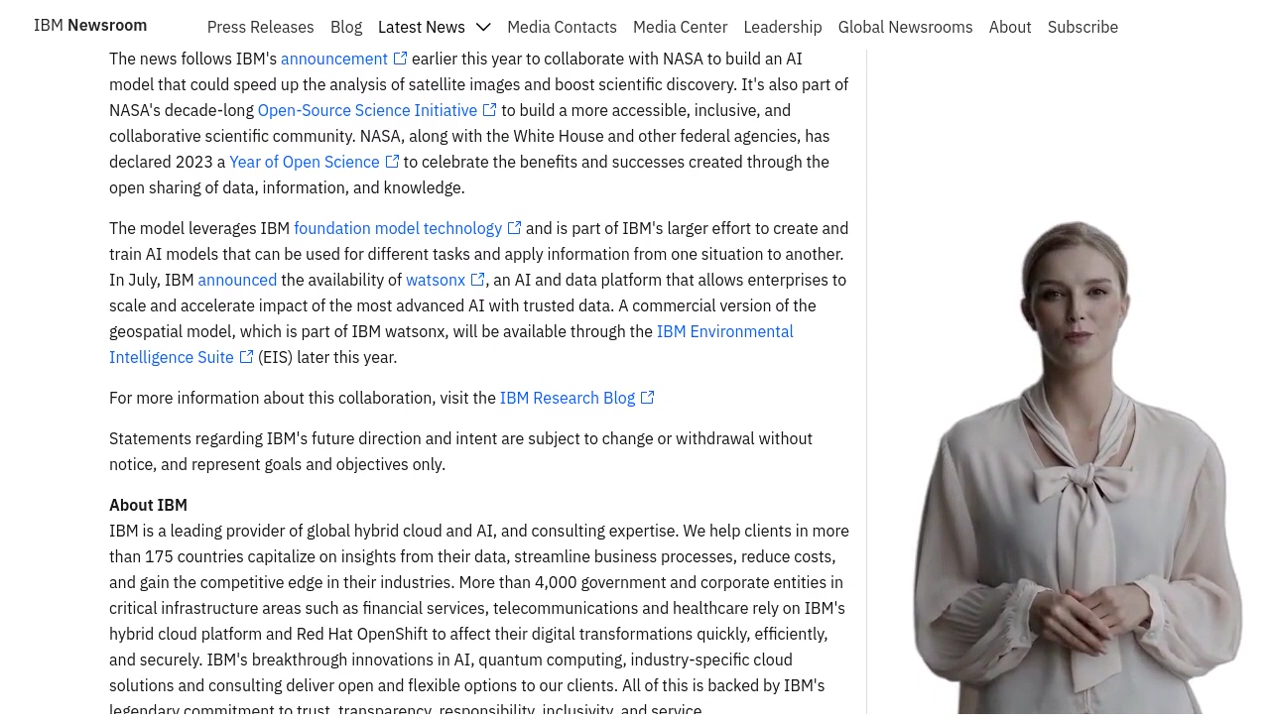 IBM Newsroom
Press Releases Blog Latest News Media Contacts Media Center Leadership Global Newsrooms About Subscribe
The news follows IBM's announcement earlier this year to collaborate with NASA to build an AI
model that could speed up the analysis of satellite images and boost scientific discovery. It's also part of
NASA's decade-long Open-Source Science Initiative to build a more accessible, inclusive, and
collaborative scientific community. NASA, along with the White House and other federal agencies, has
declared 2023 a Year of Open Science to celebrate the benefits and successes created through the
open sharing of data, information, and knowledge.
The model leverages IBM foundation model technology and is part of IBM's larger effort to create and
train AI models that can be used for different tasks and apply information from one situation to another.
In July, IBM announced the availability of watsonx, an AI and data platform that allows enterprises to
scale and accelerate impact of the most advanced AI with trusted data. A commercial version of the
geospatial model, which is part of IBM watsonx, will be available through the IBM Environmental
Intelligence Suite (EIS) later this year.
For more information about this collaboration, visit the IBM Research Blog
Statements regarding IBM's future direction and intent are subject to change or withdrawal without
notice, and represent goals and objectives only.
About IBM
IBM is a leading provider of global hybrid cloud and AI, and consulting expertise. We help clients in more
than 175 countries capitalize on insights from their data, streamline business processes, reduce costs,
and gain the competitive edge in their industries. More than 4,000 government and corporate entities in
critical infrastructure areas such as financial services, telecommunications and healthcare rely on IBM's
hybrid cloud platform and Red Hat OpenShift to affect their digital transformations quickly, efficiently,
and securely. IBM's breakthrough innovations in AI, quantum computing, industry-specific cloud
solutions and consulting deliver open and flexible options to our clients. All of this is backed by IBM's
legendary commitment to trust, transparency, responsibility, inclusivity, and service.